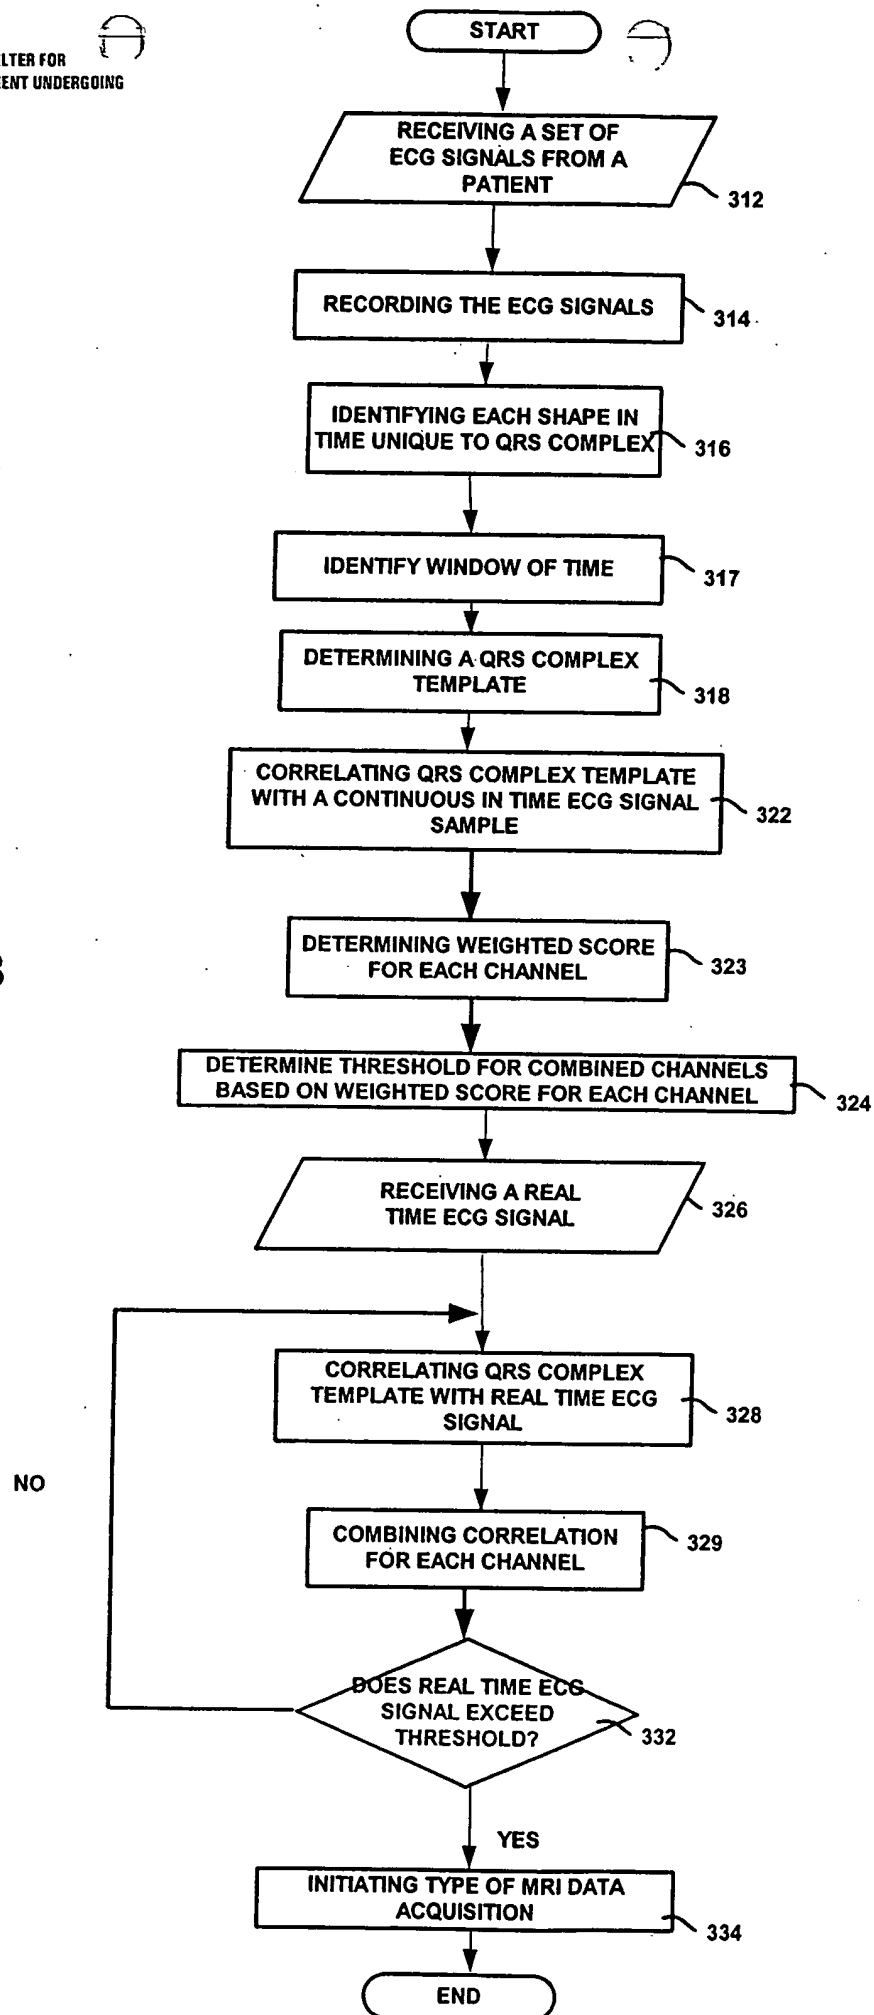 START
LTER FOR
ENT UNDERGOING
RECEIVING A SET OF
ECG SIGNALS FROM A
PATIENT
312
RECORDING THE ECG SIGNALS
314
IDENTIFYING EACH SHAPE IN
TIME UNIQUE TO QRS COMPLEX
316
IDENTIFY WINDOW OF TIME
317
DETERMINING A QRS COMPLEX
TEMPLATE
318
CORRELATING QRS COMPLEX TEMPLATE
WITH A CONTINUOUS IN TIME ECG SIGNAL
SAMPLE
322
DETERMINING WEIGHTED SCORE
FOR EACH CHANNEL
323
DETERMINE THRESHOLD FOR COMBINED CHANNELS
BASED ON WEIGHTED SCORE FOR EACH CHANNEL
324
RECEIVING A REAL
TIME ECG SIGNAL
326
CORRELATING QRS COMPLEX
TEMPLATE WITH REAL TIME ECG
SIGNAL
328
NO
COMBINING CORRELATION
FOR EACH CHANNEL
329
DOES REAL TIME ECG
SIGNAL EXCEED
THRESHOLD?
332
YES
INITIATING TYPE OF MRI DATA
ACQUISITION
334
END